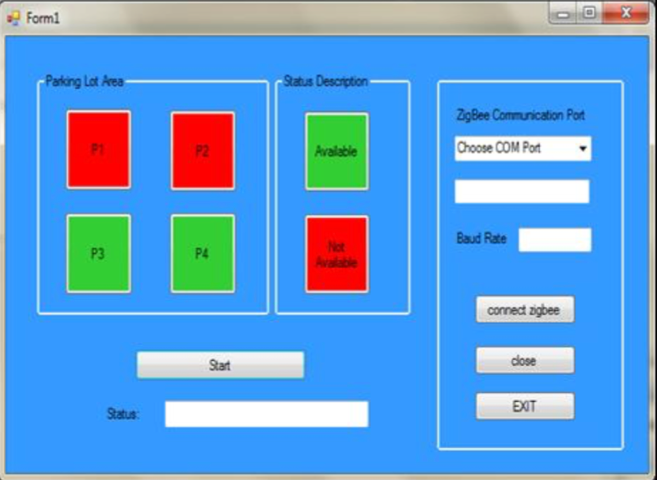 Form1
Parking Lot Area
P1
P2
P3
P4
Status Description
Available
Not
Available
ZigBee Communication Port
Choose COM Port
Baud Rate
connect zigbee
close
EXIT
Start
Status: